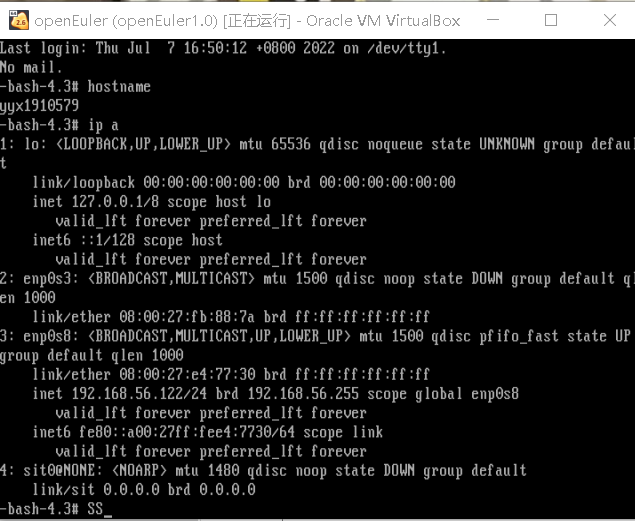 openEuler (openEuler1.0) [正在运行] - Oracle VM VirtualBox
Last login: Thu Jul  7 16:50:12 +0800 2022 on /dev/tty1.
No mail.
-bash-4.3# hostname
yyx1910579
-bash-4.3# ip a
1: lo: <LOOPBACK,UP,LOWER_UP> mtu 65536 qdisc noqueue state UNKNOWN group defaul
t
    link/loopback 00:00:00:00:00:00 brd 00:00:00:00:00:00
    inet 127.0.0.1/8 scope host lo
       valid_lft forever preferred_lft forever
    inet6 ::1/128 scope host
       valid_lft forever preferred_lft forever
2: enp0s3: <BROADCAST,MULTICAST> mtu 1500 qdisc noop state DOWN group default ql
en 1000
    link/ether 08:00:27:fb:88:7a brd ff:ff:ff:ff:ff:ff
3: enp0s8: <BROADCAST,MULTICAST,UP,LOWER_UP> mtu 1500 qdisc pfifo_fast state UP
group default qlen 1000
    link/ether 08:00:27:e4:77:30 brd ff:ff:ff:ff:ff:ff
    inet 192.168.56.122/24 brd 192.168.56.255 scope global enp0s8
       valid_lft forever preferred_lft forever
    inet6 fe80::a00:27ff:fee4:7730/64 scope link
       valid_lft forever preferred_lft forever
4: sit0@NONE: <NOARP> mtu 1480 qdisc noop state DOWN group default
    link/sit 0.0.0.0 brd 0.0.0.0
-bash-4.3# SS_